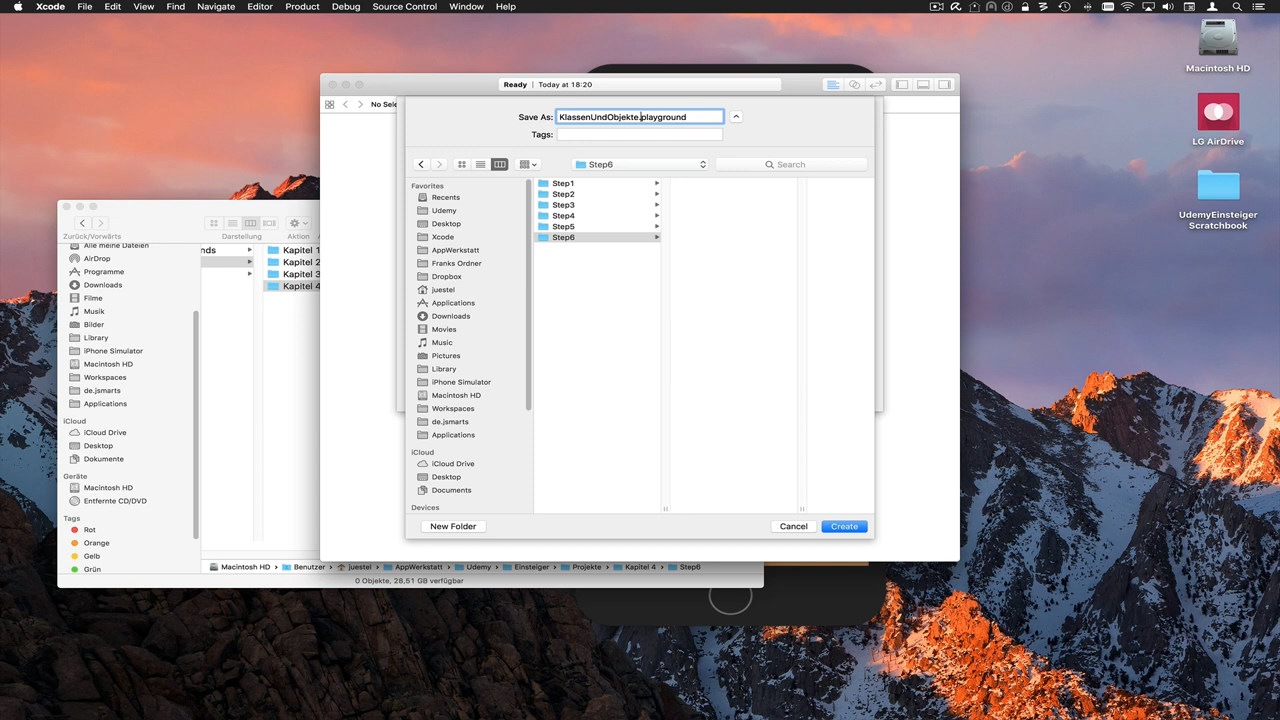 Xcode File Edit View Find Navigate Editor Product Debug Source Control Window Help
Macintosh HD
LG AirDrive
UdemyEinsteiger
Scratchbook
Ready | Today at 18:20
No Sele
Save As: KlassenUndObjekte.playground
Tags:
Step6
Search
Favorites
Recents
Udemy
Desktop
Xcode
AppWerkstatt
Franks Ordner
Dropbox
juestel
Applications
Downloads
Movies
Music
Pictures
Library
iPhone Simulator
Macintosh HD
Workspaces
de.jsmarts
Applications
iCloud
iCloud Drive
Desktop
Documents
Devices
Step1
Step2
Step3
Step4
Step5
Step6
New Folder
Cancel
Create
Zurück/Vorwärts
Darstellung
Aktion
Alle meine Dateien
AirDrop
Programme
Downloads
Filme
Musik
Bilder
Library
iPhone Simulator
Macintosh HD
Workspaces
de.jsmarts
Applications
iCloud
iCloud Drive
Desktop
Dokumente
Geräte
Macintosh HD
Entfernte CD/DVD
Tags
Rot
Orange
Gelb
Grün
nds
Kapitel 1
Kapitel 2
Kapitel 3
Kapitel 4
Macintosh HD › Benutzer › juestel › AppWerkstatt › Udemy › Einsteiger › Projekte › Kapitel 4 › Step6
0 Objekte, 28,51 GB verfügbar